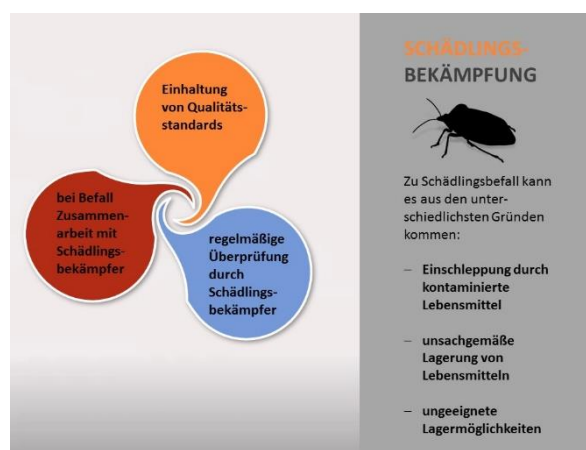 Einhaltung
von Qualitäts-
standards
bei Befall
Zusammen-
arbeit mit
Schädlings-
bekämpfer
regelmäßige
Überprüfung
durch
Schädlings-
bekämpfer
SCHÄDLINGS-
BEKÄMPFUNG
Zu Schädlingsbefall kann
es aus den unter-
schiedlichsten Gründen
kommen:
– Einschleppung durch
kontaminierte
Lebensmittel
– unsachgemäße
Lagerung von
Lebensmitteln
– ungeeignete
Lagermöglichkeiten